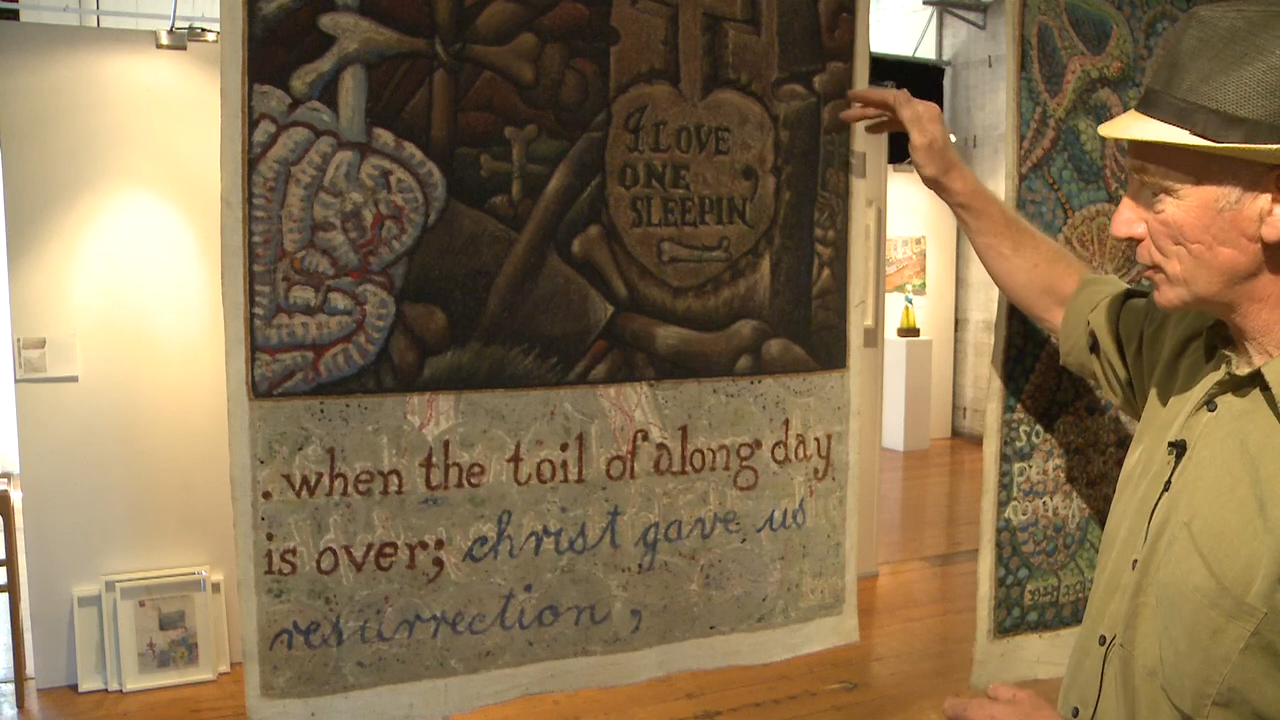 I LOVE
ONE ,
SLEEPIN'
. when the toil of along day
is over; christ gave us
resurrection ,